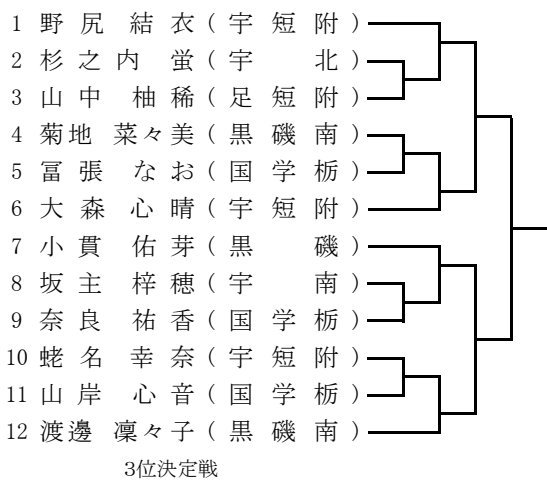 1 野尻 結衣(宇短附)
2 杉之内 蛍(宇北)
3 山中 柚稀(足短附)
4 菊地 菜々美(黒磯南)
5 冨張 なお(国学栃)
6 大森 心晴(宇短附)
7 小貫 佑芽(黒磯)
8 坂主 梓穂(宇南)
9 奈良 祐香(国学栃)
10 蛯名 幸奈(宇短附)
11 山岸 心音(国学栃)
12 渡邊 凜々子(黒磯南)
3位決定戦